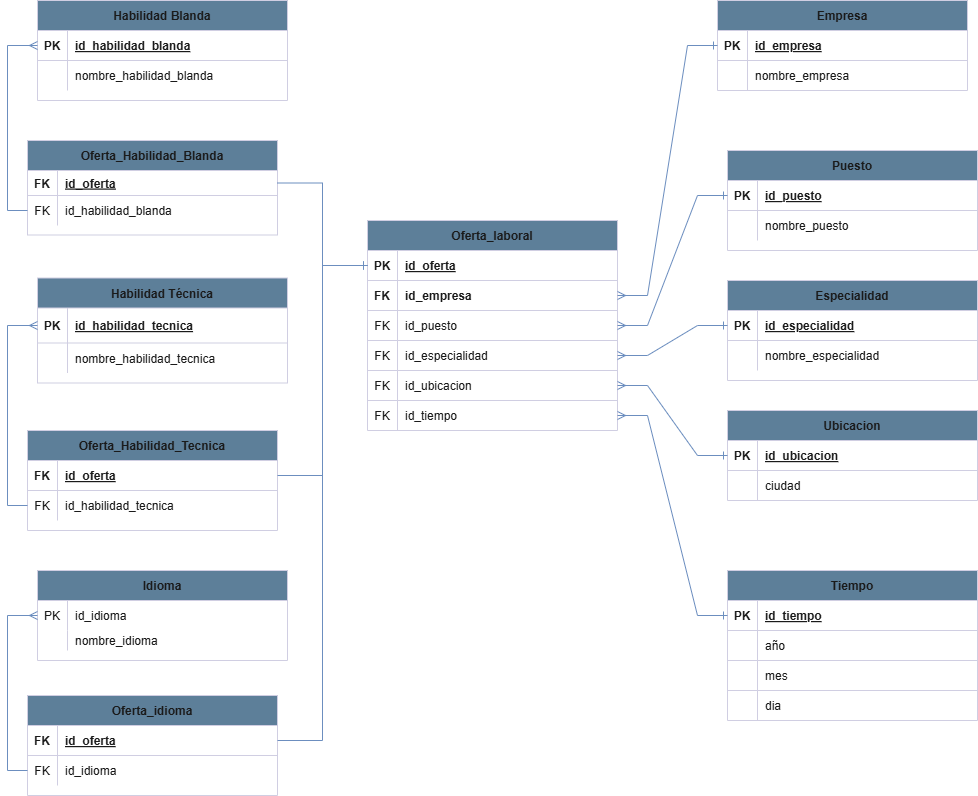 Habilidad Blanda
PK id_habilidad_blanda
nombre_habilidad_blanda
Oferta_Habilidad_Blanda
FK id_oferta
FK id_habilidad_blanda
Habilidad Técnica
PK id_habilidad_tecnica
nombre_habilidad_tecnica
Oferta_Habilidad_Tecnica
FK id_oferta
FK id_habilidad_tecnica
Idioma
PK id_idioma
nombre_idioma
Oferta_idioma
FK id_oferta
FK id_idioma
Oferta_laboral
PK id_oferta
FK id_empresa
FK id_puesto
FK id_especialidad
FK id_ubicacion
FK id_tiempo
Empresa
PK id_empresa
nombre_empresa
Puesto
PK id_puesto
nombre_puesto
Especialidad
PK id_especialidad
nombre_especialidad
Ubicacion
PK id_ubicacion
ciudad
Tiempo
PK id_tiempo
año
mes
dia